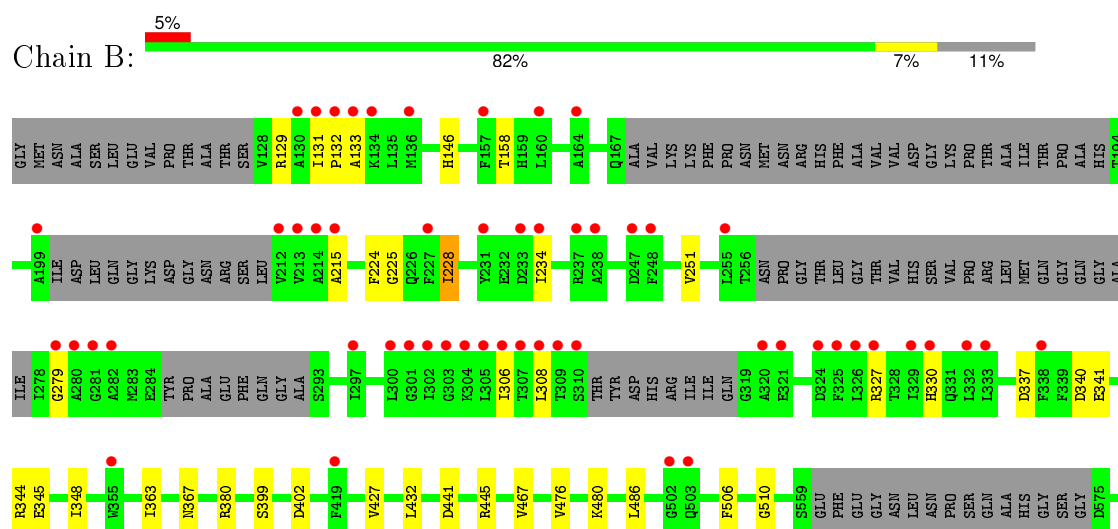 5%
Chain B:
82% 7% 11%
GLY MET ASN ALA SER LEU GLU VAL PRO THR ALA THR SER V128 R129 A130 I131 P132 A133 K134 L135 M136 H146 F157 T158 H159 L160 A164 Q167 ALA VAL LYS LYS PHE PRO ASN MET ASN ARG HIS PHE ALA VAL VAL ASP GLY LYS PRO THR ALA ILE THR PRO ALA HIS T194
A199 ILE ASP LEU GLN GLY LYS ASP GLY ASN ARG SER LEU V212 V213 A214 A215 F224 G225 Q226 F227 I228 Y231 E232 D233 I234 R237 A238 D247 F248 V251 L255 T256 ASN PRO GLY THR LEU GLY THR VAL HIS SER VAL PRO ARG LEU MET GLN GLY GLN GLY ALA
ILE I278 G279 A280 G281 A282 M283 E284 TYR PRO ALA GLU PHE GLN GLY ALA S293 I297 L300 G301 I302 G303 K304 L305 I306 T307 L308 T309 S310 THR TYR ASP HIS ARG ILE ILE GLN G319 A320 E321 D324 F325 L326 R327 T328 I329 H330 Q331 L332 L333 D337 F338 F339 D340 E341
R344 E345 I348 W355 I363 N367 R380 S399 D402 F419 V427 L432 D441 R445 V467 V476 K480 L486 G502 Q503 F506 G510 S559 GLU PHE GLU GLY ASN LEU ASN PRO SER GLN ALA HIS GLY SER GLY D575